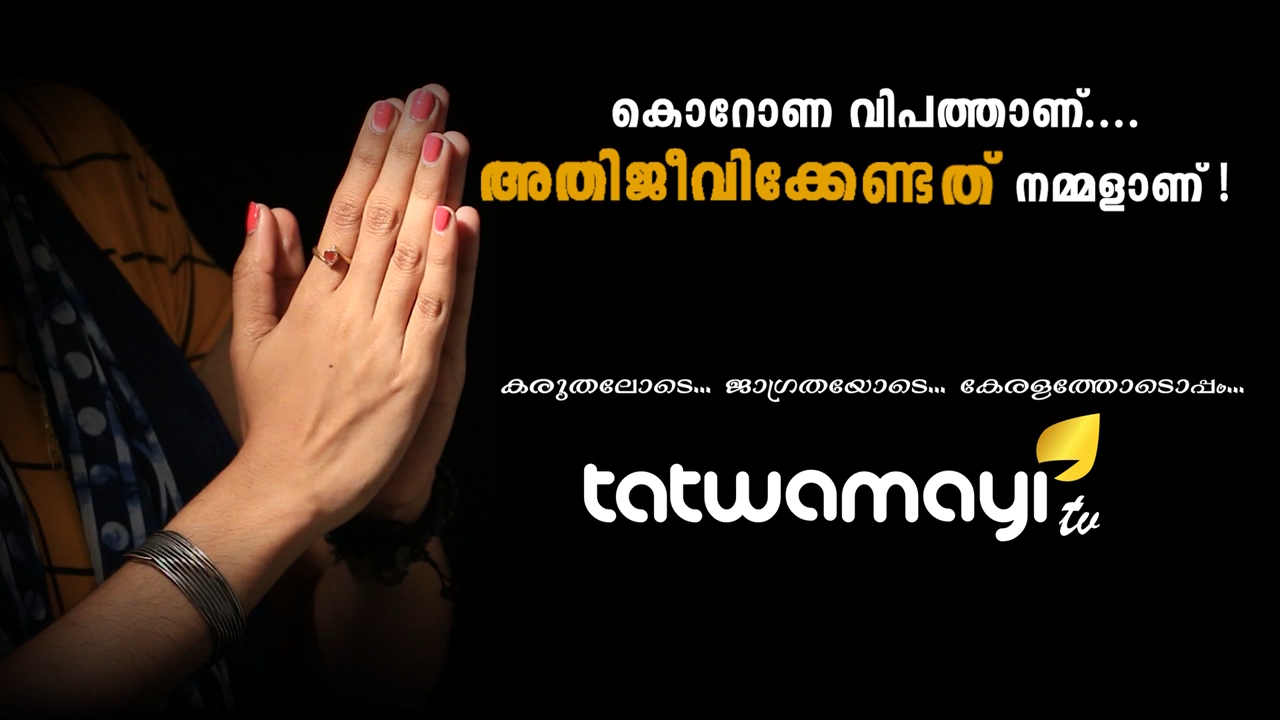 കൊറോണ വിപത്താണ്....
അതിജീവിക്കേണ്ടത് നമ്മളാണ് !
കരുതലോടെ... ജാഗ്രതയോടെ... കേരളത്തോടൊപ്പം...
tatwamayi
tv